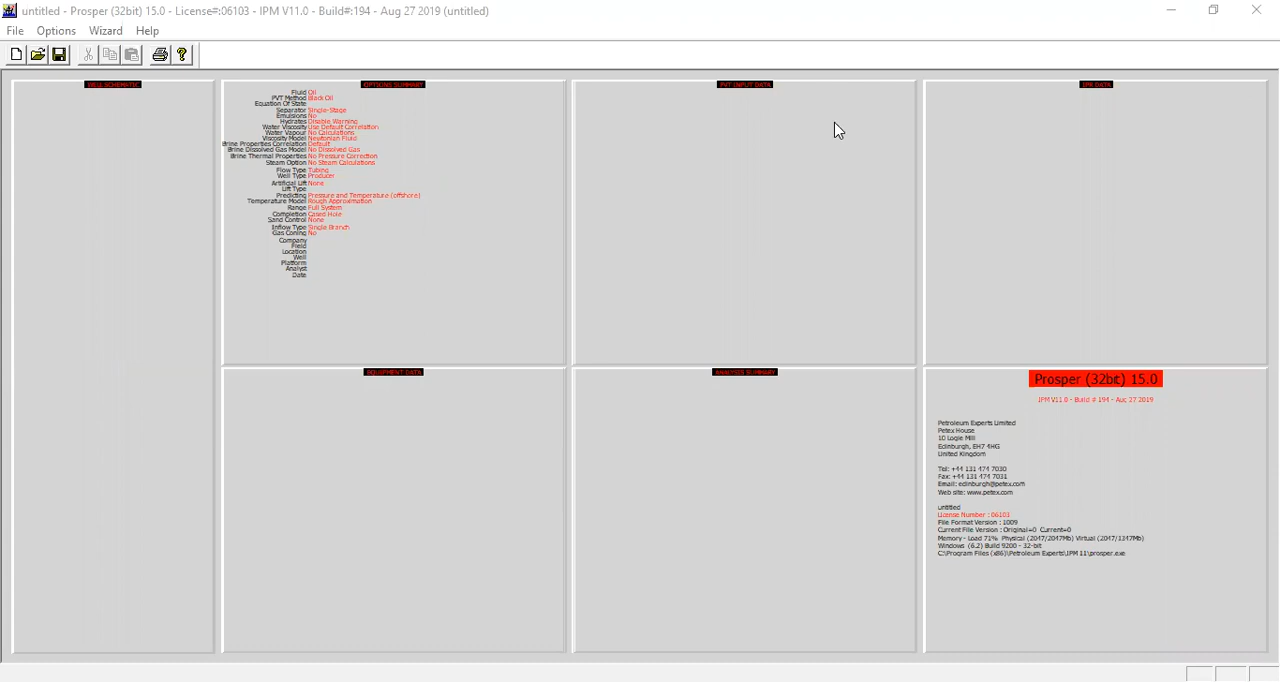 untitled - Prosper (32bit) 15.0 - License#:06103 - IPM V11.0 - Build#:194 - Aug 27 2019 (untitled)
File Options Wizard Help
WELL SCHEMATIC
OPTIONS SUMMARY
Fluid Oil
PVT Method Black Oil
Equation Of State
Separator Single-Stage
Emulsions No
Hydrates Disable Warning
Water Viscosity Use Default Correlation
Water Vapour No Calculations
Viscosity Model Newtonian Fluid
Brine Properties Correlation Default
Brine Dissolved Gas Model No Dissolved Gas
Brine Thermal Properties No Pressure Correction
Steam Option No Steam Calculations
Flow Type Tubing
Well Type Producer
Artificial Lift None
Lift Type
Predicting Pressure and Temperature (offshore)
Temperature Model Rough Approximation
Range Full System
Completion Cased Hole
Sand Control None
Inflow Type Single Branch
Gas Coning No
Company
Field
Location
Well
Platform
Analyst
Date
PVT INPUT DATA
IPR DATA
EQUIPMENT DATA
ANALYSIS SUMMARY
Prosper (32bit) 15.0
IPM V11.0 - Build # 194 - Aug 27 2019
Petroleum Experts Limited
Petex House
10 Logie Mill
Edinburgh, EH7 4HG
United Kingdom
Tel: +44 131 474 7030
Fax: +44 131 474 7031
Email: edinburgh@petex.com
Web site: www.petex.com
untitled
License Number : 06103
File Format Version : 1009
Current File Version : Original=0 Current=0
Memory - Load 71% Physical (2047/2047Mb) Virtual (2047/1347Mb)
Windows (6.2) Build 9200 - 32-bit
C:\Program Files (x86)\Petroleum Experts\IPM 11\prosper.exe